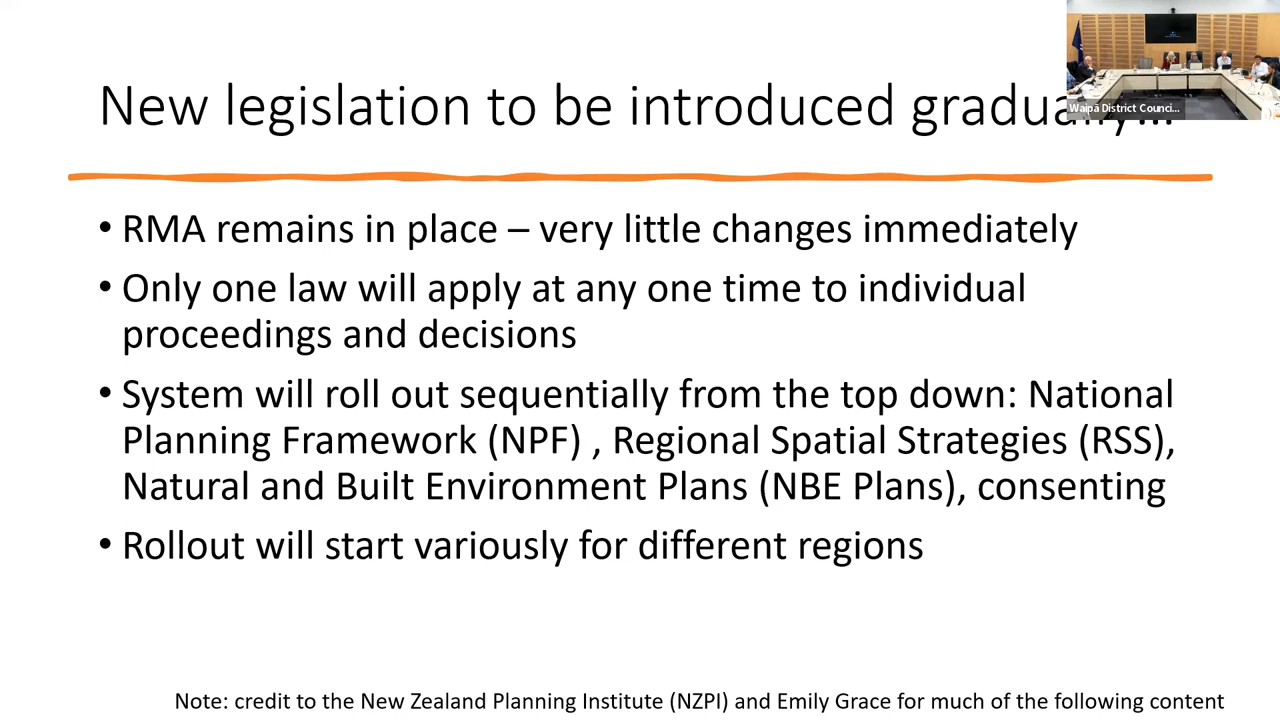 New legislation to be introduced gradually...
Waipā District Counci...
• RMA remains in place – very little changes immediately
• Only one law will apply at any one time to individual
proceedings and decisions
• System will roll out sequentially from the top down: National
Planning Framework (NPF) , Regional Spatial Strategies (RSS),
Natural and Built Environment Plans (NBE Plans), consenting
• Rollout will start variously for different regions
Note: credit to the New Zealand Planning Institute (NZPI) and Emily Grace for much of the following content